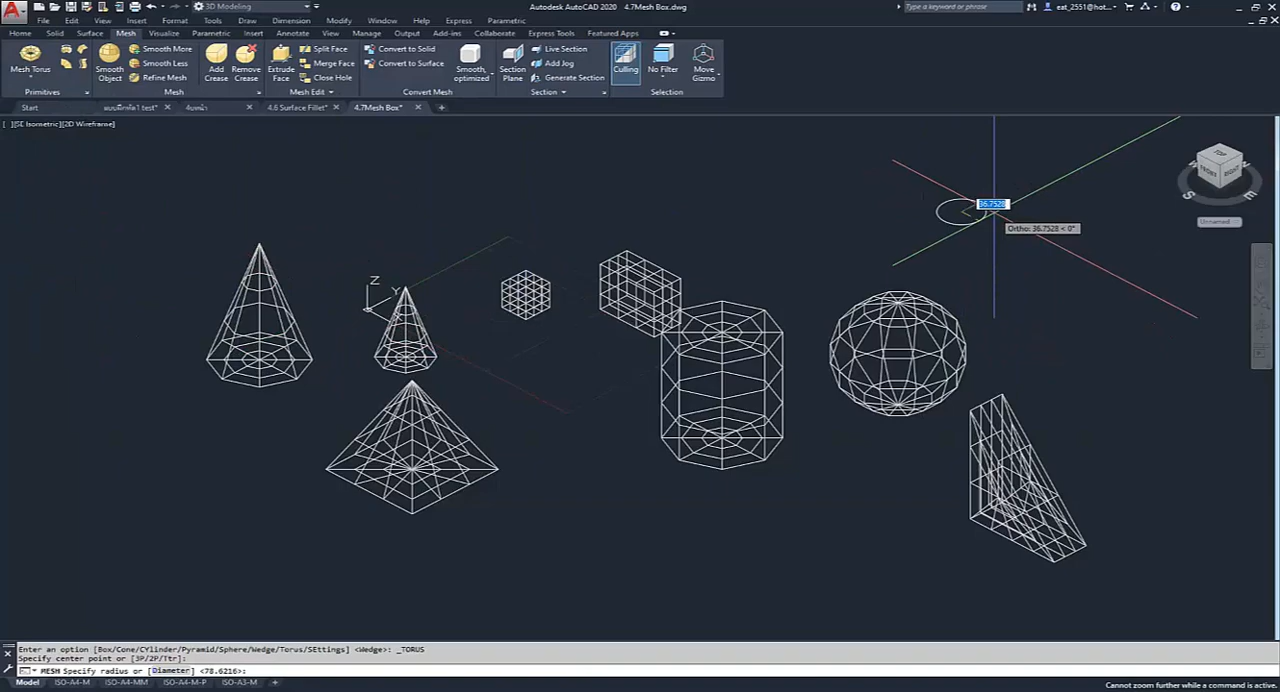 3D Modeling
Autodesk AutoCAD 2020 4.7Mesh Box.dwg
Type a keyword or phrase
eat_2551@hot...
File Edit View Insert Format Tools Draw Dimension Modify Window Help Express Parametric
Home Solid Surface Mesh Visualize Parametric Insert Annotate View Manage Output Add-ins Collaborate Express Tools Featured Apps
Mesh Torus
Smooth Object
Smooth More
Smooth Less
Refine Mesh
Add Crease
Remove Crease
Extrude Face
Split Face
Merge Face
Close Hole
Convert to Solid
Convert to Surface
Smooth, optimized
Section Plane
Live Section
Add Jog
Generate Section
Culling
No Filter
Move Gizmo
Primitives Mesh Mesh Edit Convert Mesh Section Selection
Start
4.6 Surface Fillet*
4.7Mesh Box*
[ ][SE Isometric][2D Wireframe]
TOP
FRONT
RIGHT
S
E
Unnamed
36.7528
Ortho: 36.7528 < 0°
Z
Y
Enter an option [Box/Cone/CYlinder/Pyramid/Sphere/Wedge/Torus/SEttings] <Wedge>: _TORUS
Specify center point or [3P/2P/Ttr]:
MESH Specify radius or [Diameter] <78.6216>:
Model ISO-A4-M ISO-A4-MM ISO-A4-M-P ISO-A3-M
Cannot zoom further while a command is active.